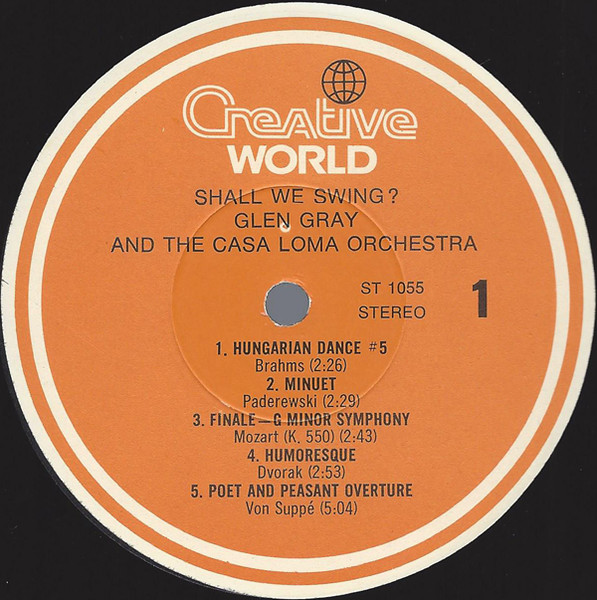 Creative
WORLD
SHALL WE SWING?
GLEN GRAY
AND THE CASA LOMA ORCHESTRA
ST 1055
STEREO
1
1. HUNGARIAN DANCE #5
Brahms (2:26)
2. MINUET
Paderewski (2:29)
3. FINALE—G MINOR SYMPHONY
Mozart (K. 550) (2:43)
4. HUMORESQUE
Dvorak (2:53)
5. POET AND PEASANT OVERTURE
Von Suppé (5:04)